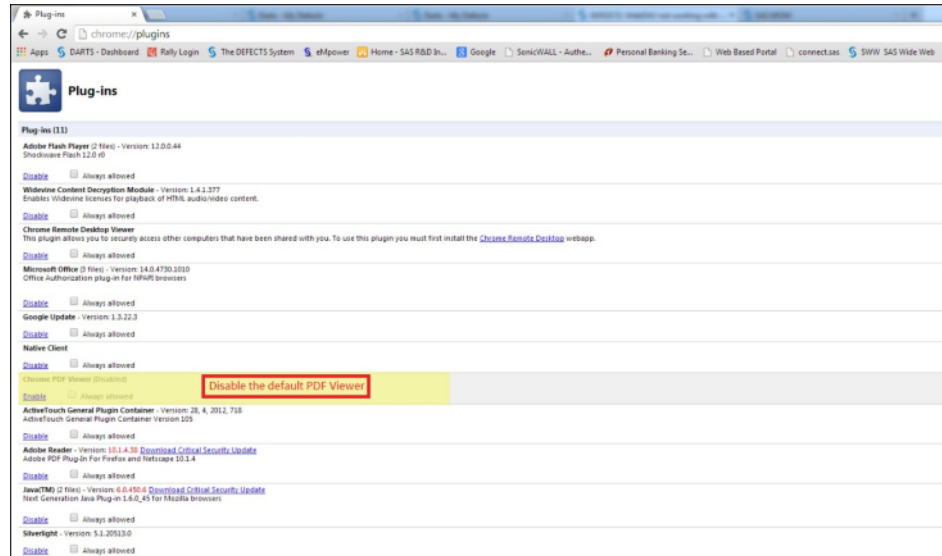 Plug-ins
chrome://plugins
Apps DARTS - Dashboard Rally Login The DEFECTS System eMpower Home - SAS R&D In... Google SonicWALL - Authe... Personal Banking Se... Web Based Portal connect.sas SWW SAS Wide Web
Plug-ins
Plug-ins (11)
Adobe Flash Player (2 files) - Version: 12.0.0.44
Shockwave Flash 12.0 r0
Disable Always allowed
Widevine Content Decryption Module - Version: 1.4.1.377
Enables Widevine licenses for playback of HTML audio/video content.
Disable Always allowed
Chrome Remote Desktop Viewer
This plugin allows you to securely access other computers that have been shared with you. To use this plugin you must first install the Chrome Remote Desktop webapp.
Disable Always allowed
Microsoft Office (3 files) - Version: 14.0.4730.1010
Office Authorization plug-in for NPAPI browsers
Disable Always allowed
Google Update - Version: 1.3.22.3
Disable Always allowed
Native Client
Disable Always allowed
Chrome PDF Viewer (Disabled)
Disable the default PDF Viewer
Enable Always allowed
ActiveTouch General Plugin Container - Version: 28, 4, 2012, 718
ActiveTouch General Plugin Container Version 105
Disable Always allowed
Adobe Reader - Version: 10.1.4.38 Download Critical Security Update
Adobe PDF Plug-In For Firefox and Netscape 10.1.4
Disable Always allowed
Java(TM) (2 files) - Version: 6.0.450.6 Download Critical Security Update
Next Generation Java Plug-in 1.6.0_45 for Mozilla browsers
Disable Always allowed
Silverlight - Version: 5.1.20513.0
Disable Always allowed